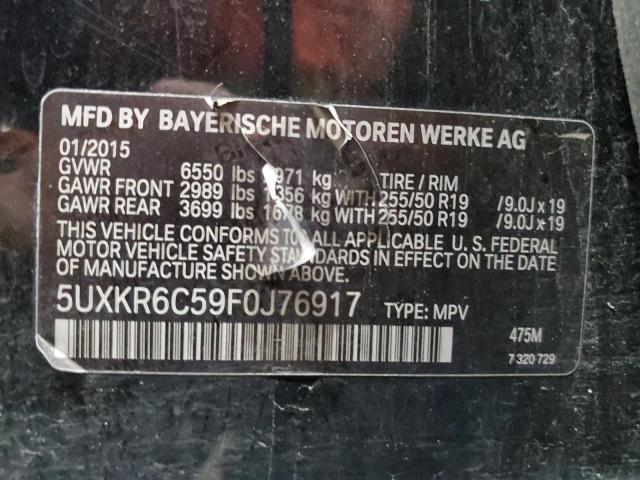 MFD BY BAYERISCHE MOTOREN WERKE AG
01/2015
GVWR 6550 lbs 971 kg TIRE / RIM
GAWR FRONT 2989 lbs 1356 kg WITH 255/50 R19 /9.0J x 19
GAWR REAR 3699 lbs 1678 kg WITH 255/50 R19 /9.0J x 19
THIS VEHICLE CONFORMS TO ALL APPLICABLE U. S. FEDERAL
MOTOR VEHICLE SAFETY STANDARDS IN EFFECT ON THE DATE OF
MANUFACTURE SHOWN ABOVE.
5UXKR6C59F0J76917 TYPE: MPV
475M
7 320 729